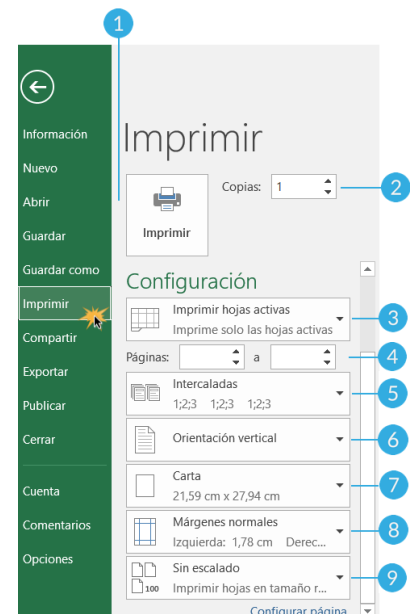 1
Información
Nuevo
Abrir
Guardar
Guardar como
Imprimir
Compartir
Exportar
Publicar
Cerrar
Cuenta
Comentarios
Opciones
Imprimir
Imprimir
Copias: 1
2
Configuración
Imprimir hojas activas
Imprime solo las hojas activas
3
Páginas: a
4
Intercaladas
1;2;3 1;2;3 1;2;3
5
Orientación vertical
6
Carta
21,59 cm x 27,94 cm
7
Márgenes normales
Izquierda: 1,78 cm Derec...
8
Sin escalado
100 Imprimir hojas en tamaño r...
9
Configurar página